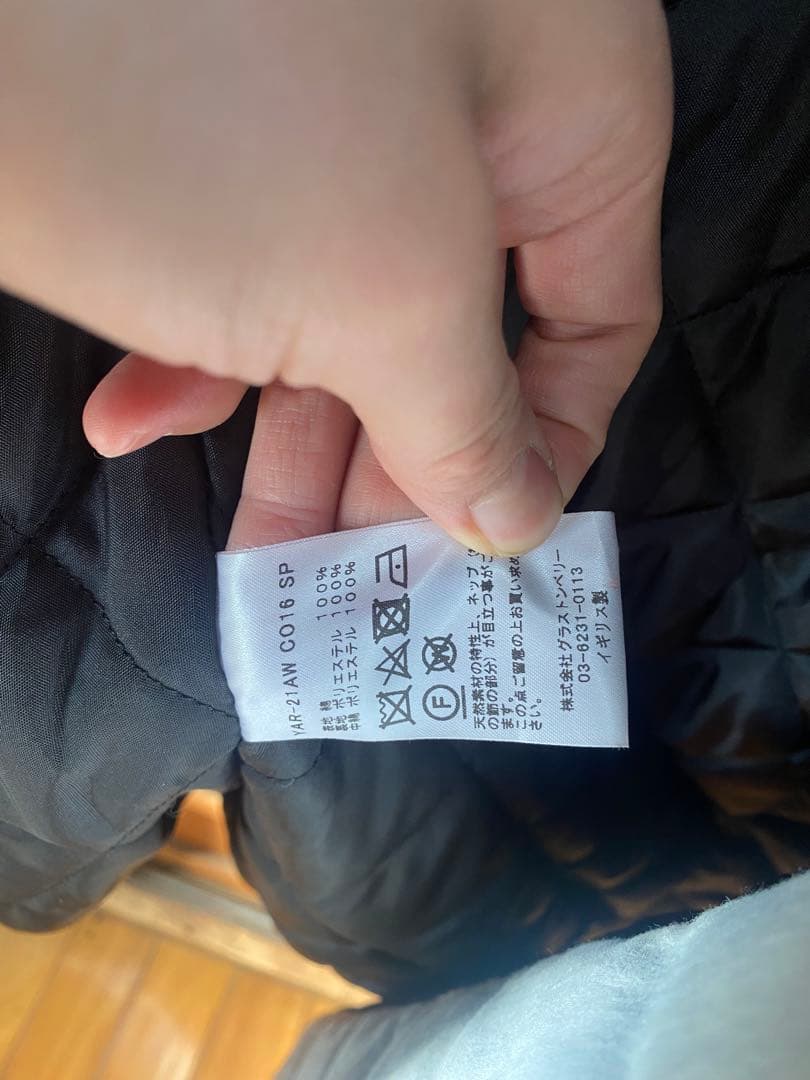 YAR-21AW CO16 SP
表地 綿 100%
裏地 ポリエステル 100%
中綿 ポリエステル 100%
F
W
天然素材の特性上、ネップ
の節の部分）が目立つ事がご
ます。
この点ご留意の上お買い求め
さい。
株式会社グラストンベリー
03-6231-0113
イギリス製